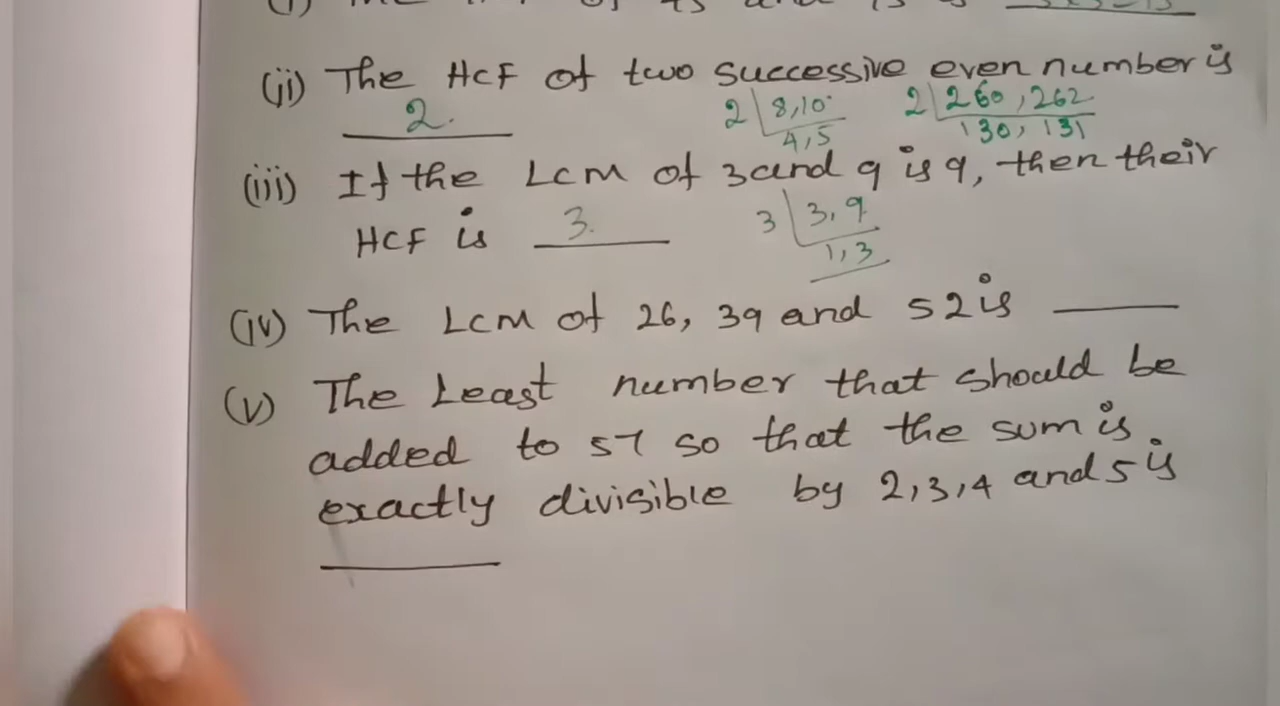 (ii) The HCF of two successive even number is
2. 2 8,10 2 260,262
4,5 130, 131
(iii) If the LCM of 3 and 9 is 9, then their
HCF is 3. 3 3,9
1,3
(iv) The LCM of 26, 39 and 52 is
(v) The Least number that should be
added to 57 so that the sum is
exactly divisible by 2,3,4 and 5 is